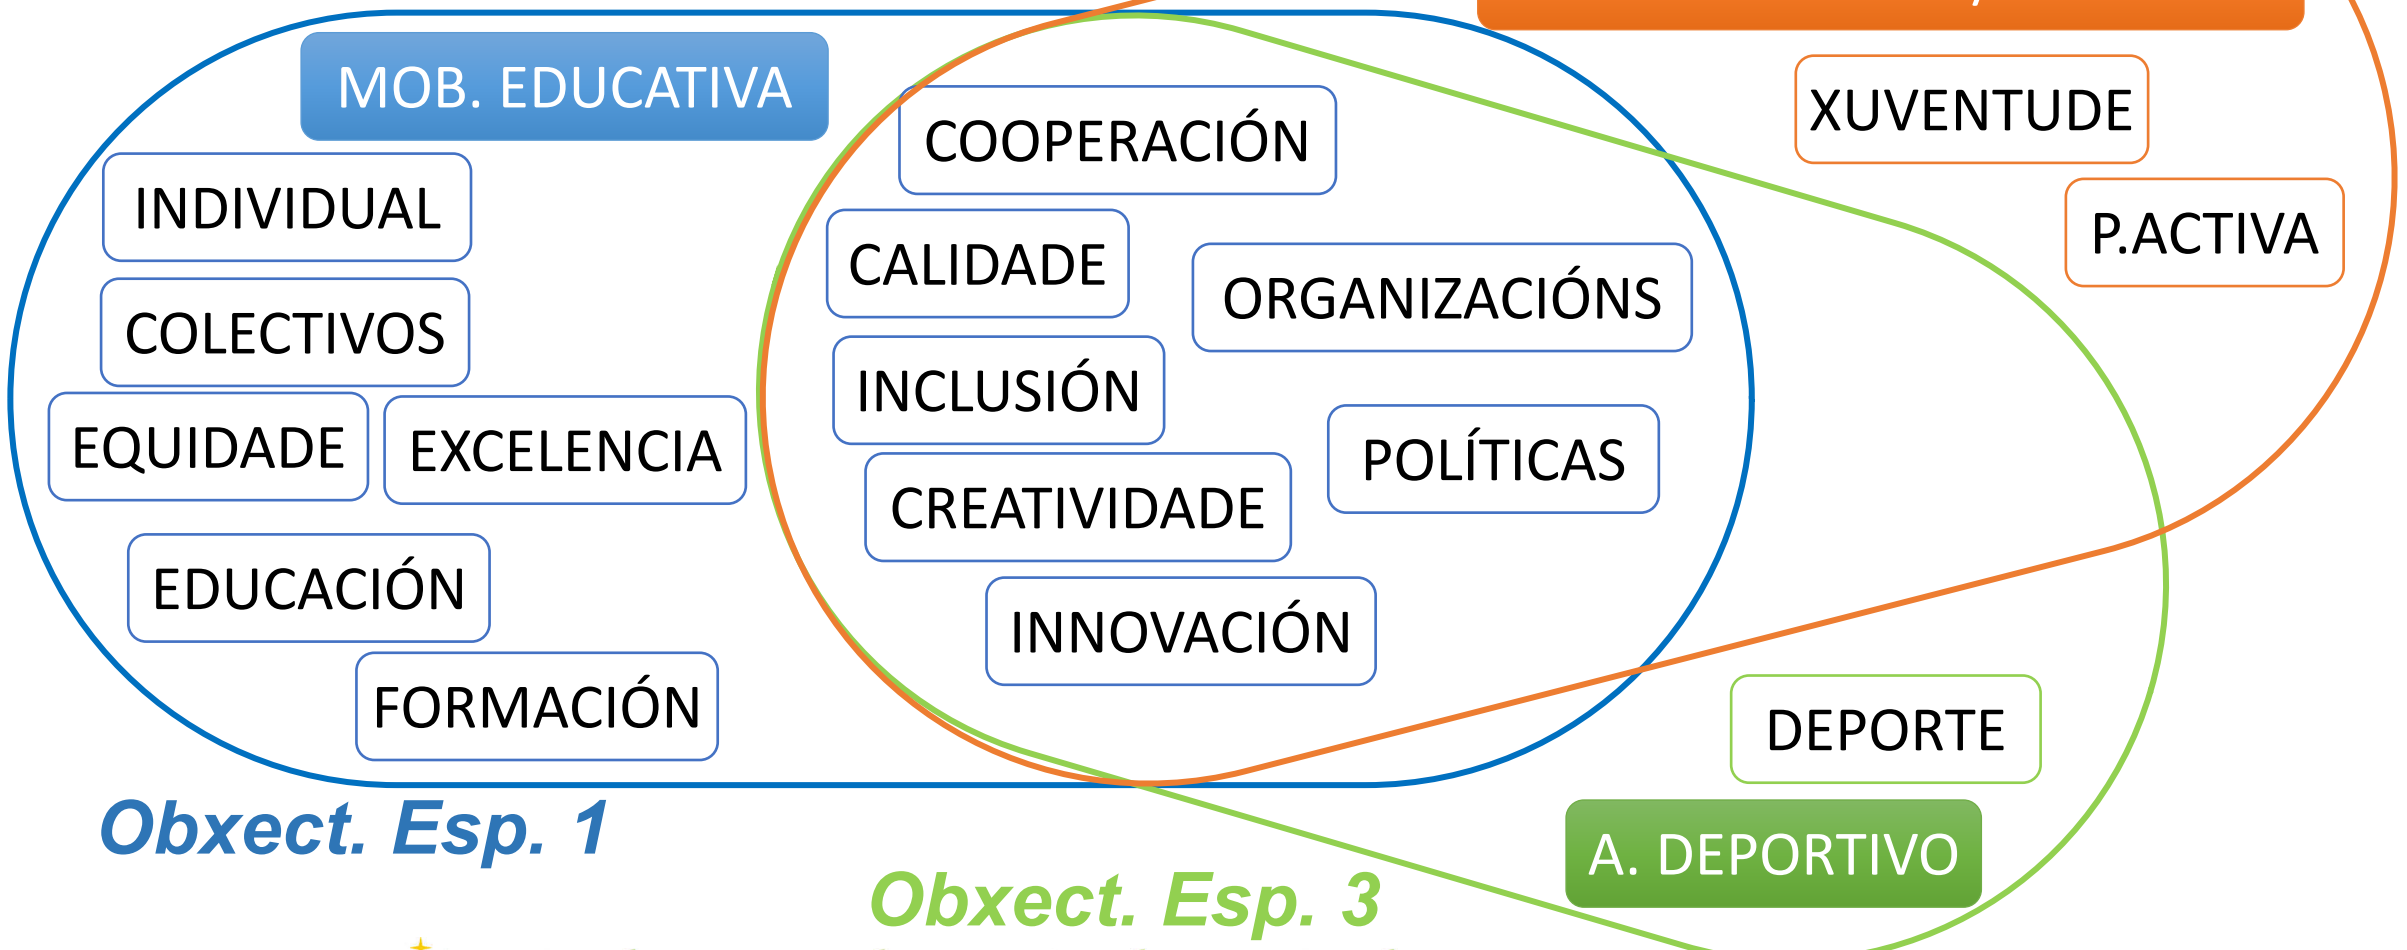 MOB. EDUCATIVA
INDIVIDUAL
COLECTIVOS
EQUIDADE
EXCELENCIA
EDUCACIÓN
FORMACIÓN
COOPERACIÓN
CALIDADE
ORGANIZACIÓNS
INCLUSIÓN
POLÍTICAS
CREATIVIDADE
INNOVACIÓN
XUVENTUDE
P.ACTIVA
DEPORTE
A. DEPORTIVO
Obxect. Esp. 1
Obxect. Esp. 3